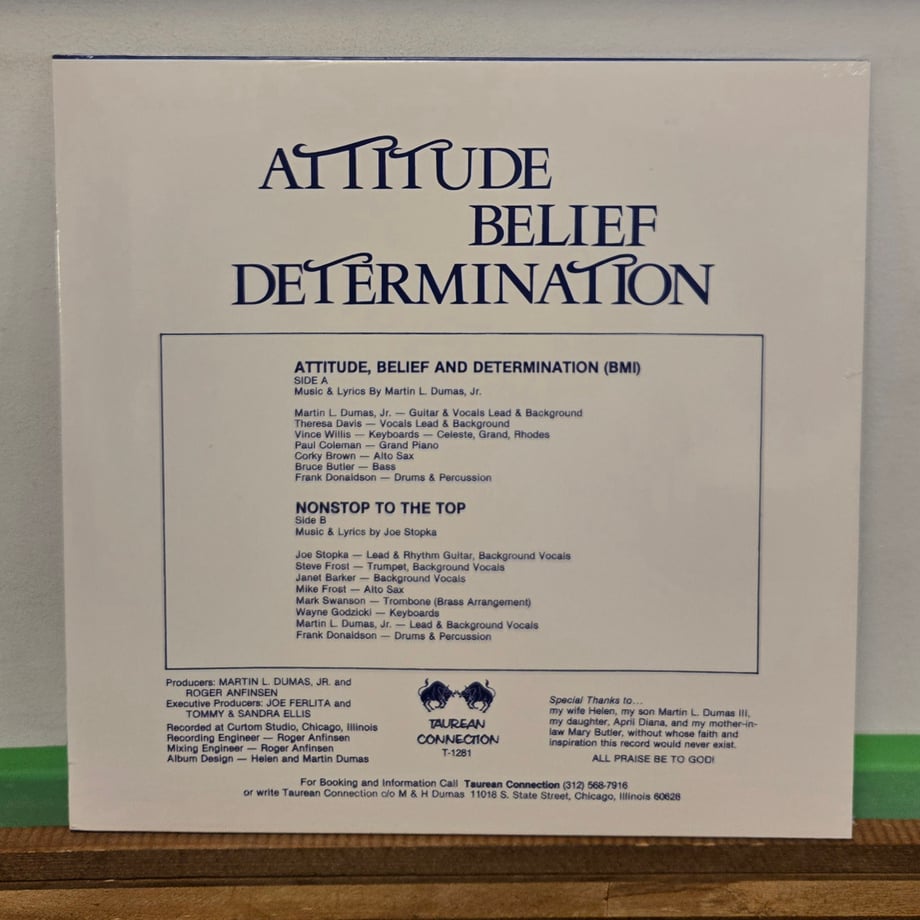 ATTITUDE
BELIEF
DETERMINATION
ATTITUDE, BELIEF AND DETERMINATION (BMI)
SIDE A
Music & Lyrics By Martin L. Dumas, Jr.
Martin L. Dumas, Jr. — Guitar & Vocals Lead & Background
Theresa Davis — Vocals Lead & Background
Vince Willis — Keyboards — Celeste, Grand, Rhodes
Paul Coleman — Grand Piano
Corky Brown — Alto Sax
Bruce Butler — Bass
Frank Donaldson — Drums & Percussion
NONSTOP TO THE TOP
Side B
Music & Lyrics by Joe Stopka
Joe Stopka — Lead & Rhythm Guitar, Background Vocals
Steve Frost — Trumpet, Background Vocals
Janet Barker — Background Vocals
Mike Frost — Alto Sax
Mark Swanson — Trombone (Brass Arrangement)
Wayne Godzicki — Keyboards
Martin L. Dumas, Jr. — Lead & Background Vocals
Frank Donaldson — Drums & Percussion
Producers: MARTIN L. DUMAS, JR. and
ROGER ANFINSEN
Executive Producers: JOE FERLITA and
TOMMY & SANDRA ELLIS
Recorded at Curtom Studio, Chicago, Illinois
Recording Engineer — Roger Anfinsen
Mixing Engineer — Roger Anfinsen
Album Design — Helen and Martin Dumas
TAUREAN
CONNECTION
T-1281
Special Thanks to...
my wife Helen, my son Martin L. Dumas III,
my daughter, April Diana, and my mother-in-
law Mary Butler, without whose faith and
inspiration this record would never exist.
ALL PRAISE BE TO GOD!
For Booking and Information Call Taurean Connection (312) 568-7916
or write Taurean Connection c/o M & H Dumas 11018 S. State Street, Chicago, Illinois 60628